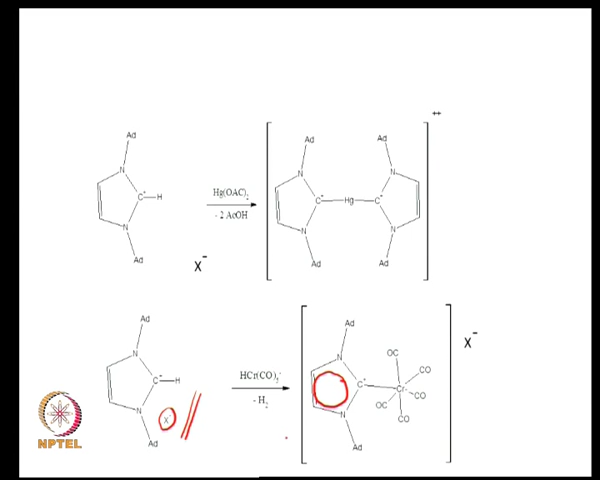 Ad
Ad
Ad
++
N
N
N
C+
H
Hg(OAC)2
- 2 AcOH
C+
Hg
C+
N
N
N
Ad
X-
Ad
Ad
Ad
Ad
X-
N
N
OC
CO
C+
H
HCr(CO)5-
- H2
C+
Cr-
CO
N
X-
N
OC
CO
Ad
Ad
NPTEL